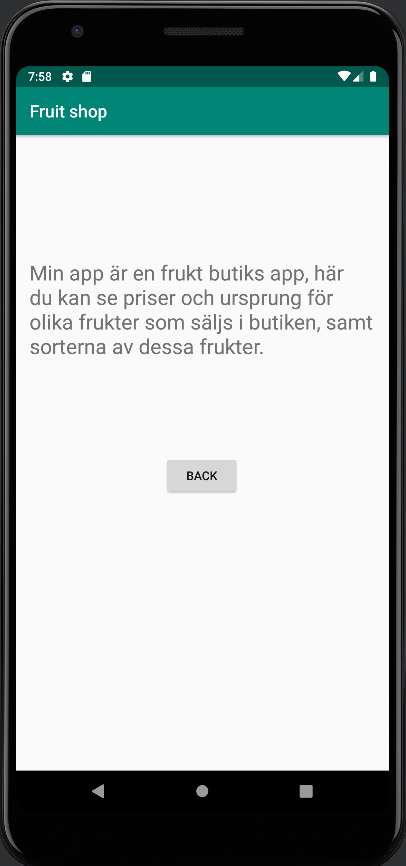 7:58
Fruit shop
Min app är en frukt butiks app, här
du kan se priser och ursprung för
olika frukter som säljs i butiken, samt
sorterna av dessa frukter.
BACK